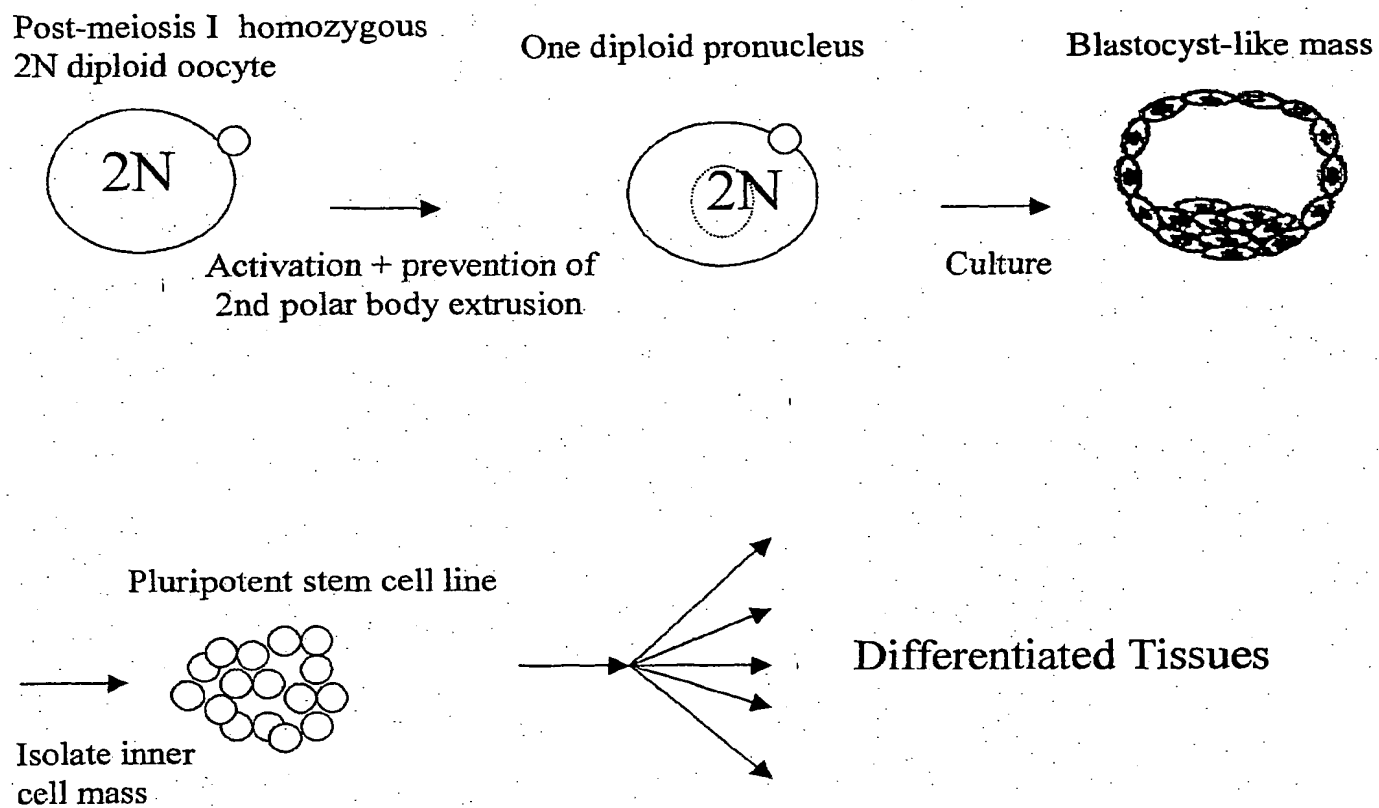 Post-meiosis I homozygous
2N diploid oocyte
One diploid pronucleus
Blastocyst-like mass
2N
2N
Activation + prevention of
2nd polar body extrusion
Culture
Pluripotent stem cell line
Differentiated Tissues
Isolate inner
cell mass